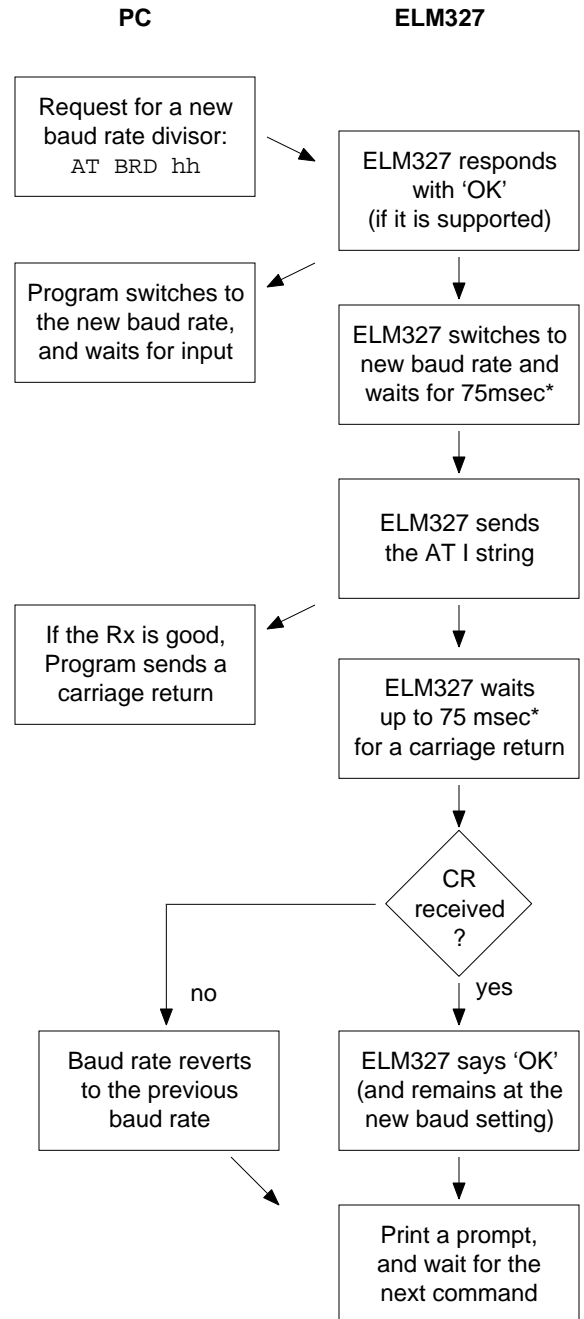 PC
ELM327
Request for a new
baud rate divisor:
AT BRD hh
ELM327 responds
with ‘OK’
(if it is supported)
Program switches to
the new baud rate,
and waits for input
ELM327 switches to
new baud rate and
waits for 75msec*
ELM327 sends
the AT I string
If the Rx is good,
Program sends a
carriage return
ELM327 waits
up to 75 msec*
for a carriage return
CR
received
?
no
yes
Baud rate reverts
to the previous
baud rate
ELM327 says ‘OK’
(and remains at the
new baud setting)
Print a prompt,
and wait for the
next command